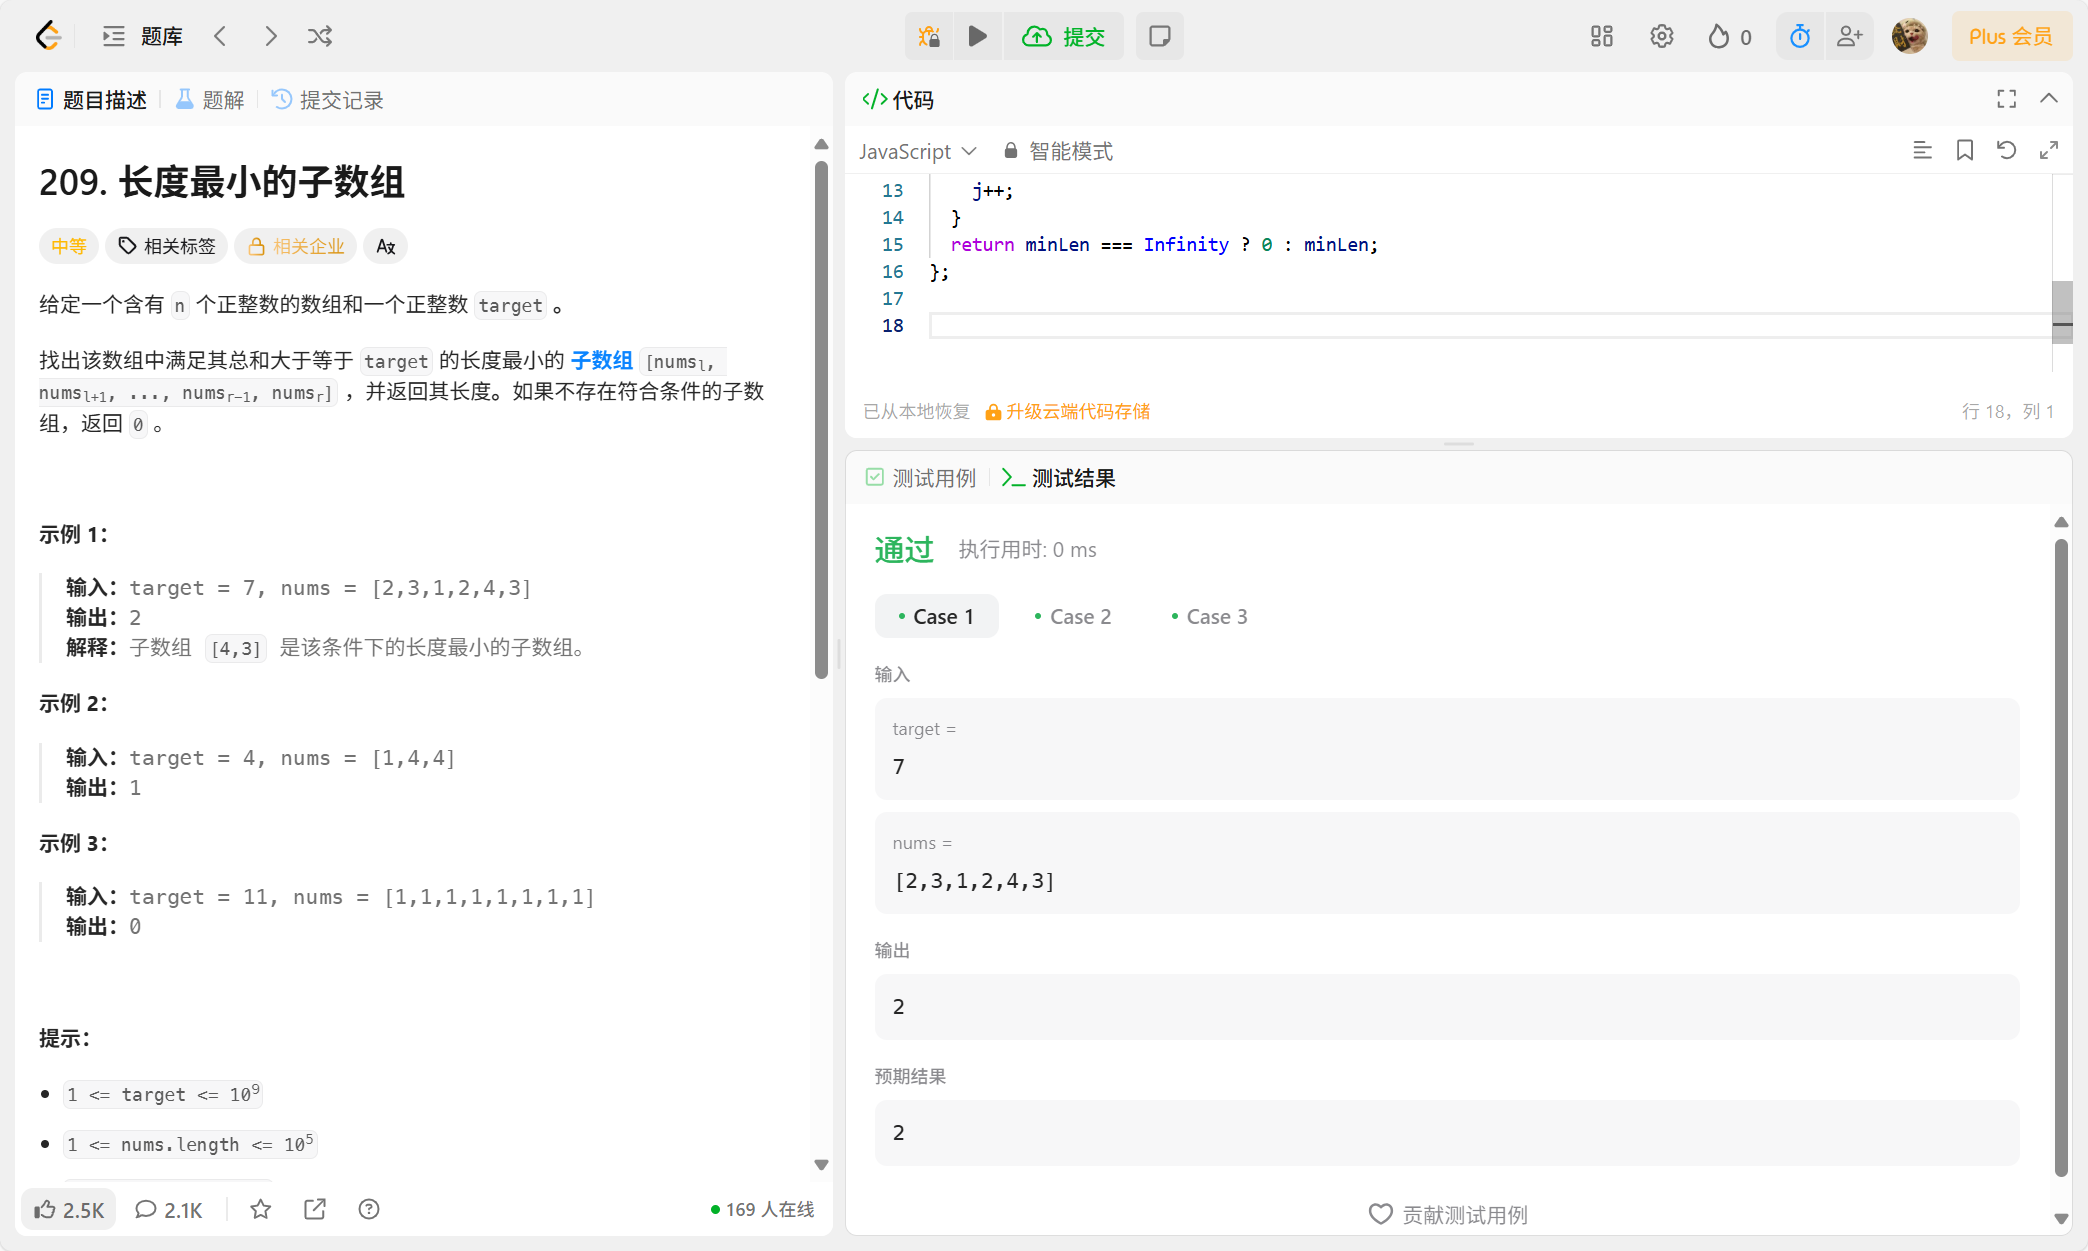 题库
提交
0
Plus 会员
题目描述
题解
提交记录
209. 长度最小的子数组
中等
相关标签
相关企业
给定一个含有 n 个正整数的数组和一个正整数 target 。
找出该数组中满足其总和大于等于 target 的长度最小的 子数组 [numsl,
numsl+1, ..., numsr-1, numsr] ，并返回其长度。如果不存在符合条件的子数
组，返回 0 。
示例 1：
输入：target = 7, nums = [2,3,1,2,4,3]
输出：2
解释：子数组 [4,3] 是该条件下的长度最小的子数组。
示例 2：
输入：target = 4, nums = [1,4,4]
输出：1
示例 3：
输入：target = 11, nums = [1,1,1,1,1,1,1,1]
输出：0
提示：
1 <= target <= 10⁹
1 <= nums.length <= 10⁵
2.5K
2.1K
169 人在线
</>代码
JavaScript
智能模式
13 j++;
14 }
15 return minLen === Infinity ? 0 : minLen;
16 };
17
18
已从本地恢复
升级云端代码存储
行 18，列 1
测试用例
测试结果
通过
执行用时: 0 ms
Case 1
Case 2
Case 3
输入
target =
7
nums =
[2,3,1,2,4,3]
输出
2
预期结果
2
贡献测试用例